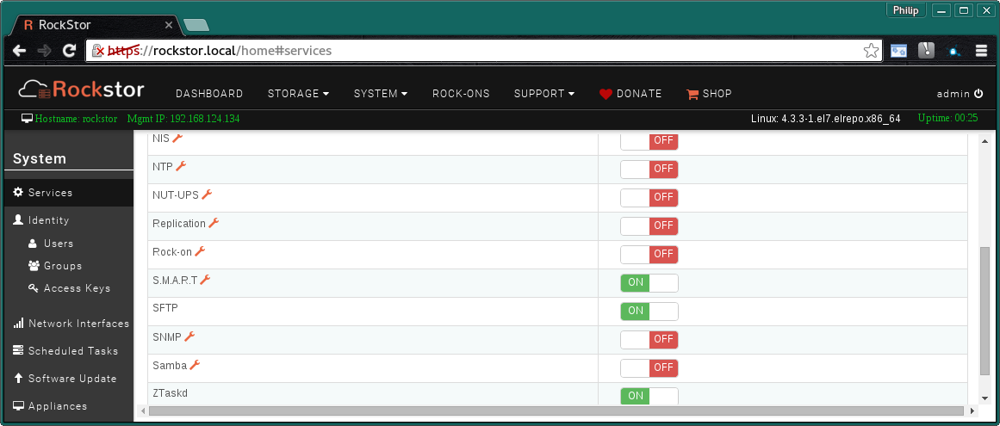 Philip
R RockStor
https://rockstor.local/home#services
Rockstor DASHBOARD STORAGE SYSTEM ROCK-ONS SUPPORT DONATE SHOP admin
Hostname: rockstor Mgmt IP: 192.168.124.134 Linux: 4.3.3-1.el7.elrepo.x86_64 Uptime: 00:25
System
Services
Identity
Users
Groups
Access Keys
Network Interfaces
Scheduled Tasks
Software Update
Appliances
NIS OFF
NTP OFF
NUT-UPS OFF
Replication OFF
Rock-on OFF
S.M.A.R.T ON
SFTP ON
SNMP OFF
Samba OFF
ZTaskd ON